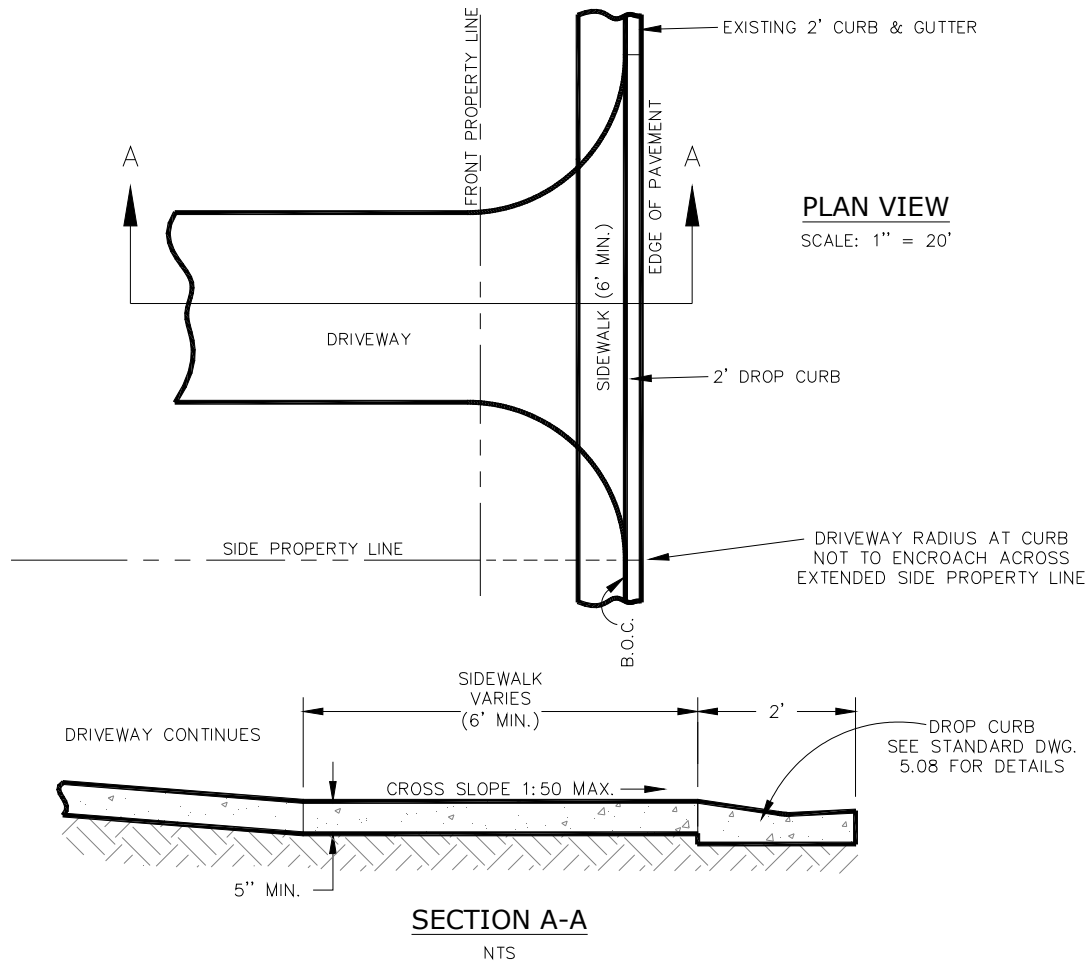 EXISTING 2' CURB & GUTTER
FRONT PROPERTY LINE
EDGE OF PAVEMENT
A
A
PLAN VIEW
SCALE: 1'' = 20'
SIDEWALK (6' MIN.)
DRIVEWAY
2' DROP CURB
SIDE PROPERTY LINE
DRIVEWAY RADIUS AT CURB
NOT TO ENCROACH ACROSS
EXTENDED SIDE PROPERTY LINE
B.O.C.
SIDEWALK
VARIES
(6' MIN.)
2'
DRIVEWAY CONTINUES
DROP CURB
SEE STANDARD DWG.
5.08 FOR DETAILS
CROSS SLOPE 1:50 MAX.
5'' MIN.
SECTION A-A
NTS